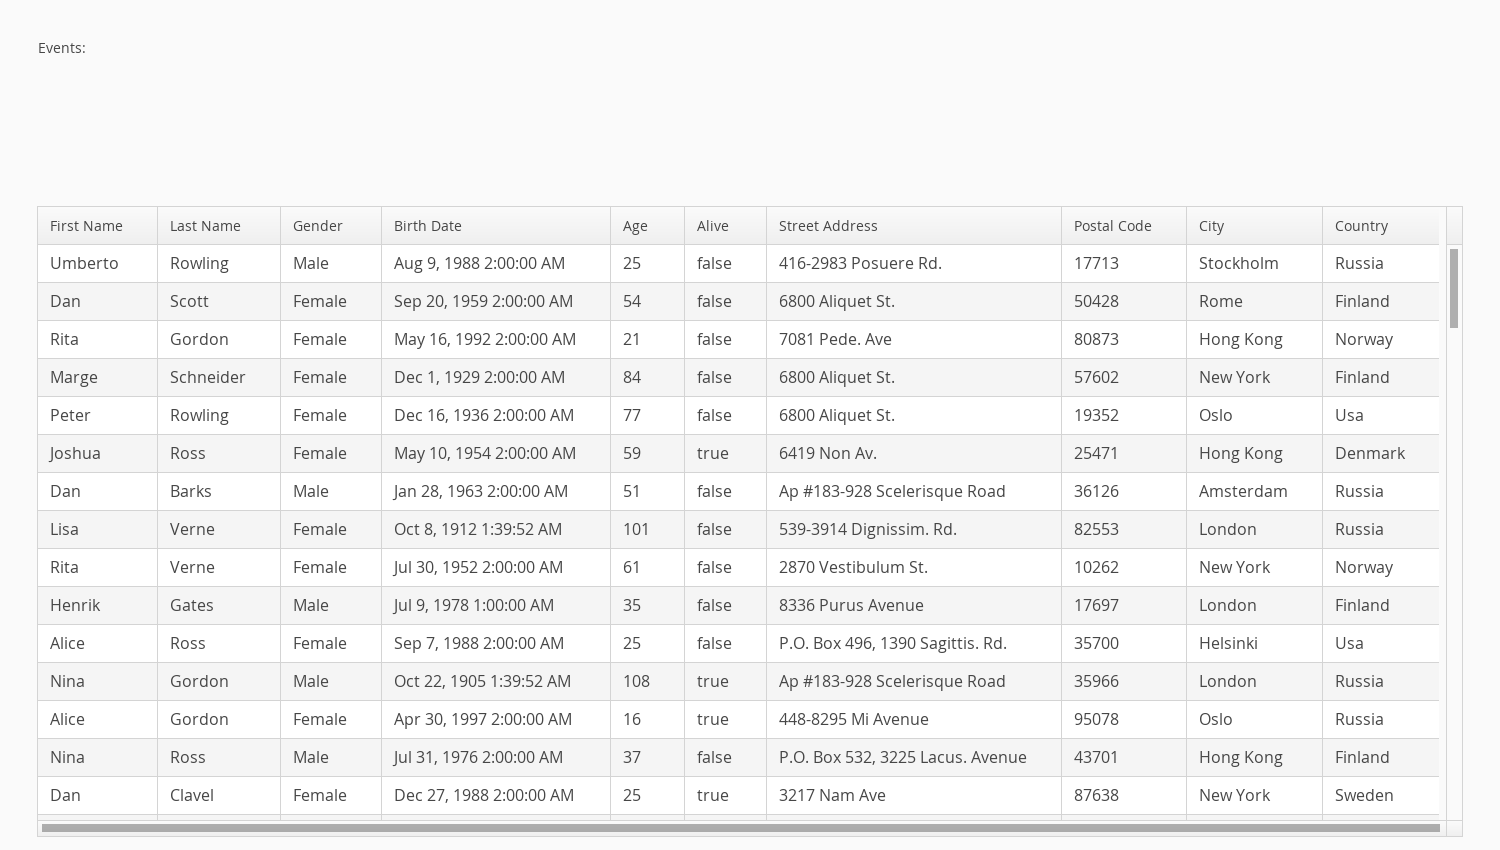 Events:
First Name Last Name Gender Birth Date Age Alive Street Address Postal Code City Country
Umberto Rowling Male Aug 9, 1988 2:00:00 AM 25 false 416-2983 Posuere Rd. 17713 Stockholm Russia
Dan Scott Female Sep 20, 1959 2:00:00 AM 54 false 6800 Aliquet St. 50428 Rome Finland
Rita Gordon Female May 16, 1992 2:00:00 AM 21 false 7081 Pede. Ave 80873 Hong Kong Norway
Marge Schneider Female Dec 1, 1929 2:00:00 AM 84 false 6800 Aliquet St. 57602 New York Finland
Peter Rowling Female Dec 16, 1936 2:00:00 AM 77 false 6800 Aliquet St. 19352 Oslo Usa
Joshua Ross Female May 10, 1954 2:00:00 AM 59 true 6419 Non Av. 25471 Hong Kong Denmark
Dan Barks Male Jan 28, 1963 2:00:00 AM 51 false Ap #183-928 Scelerisque Road 36126 Amsterdam Russia
Lisa Verne Female Oct 8, 1912 1:39:52 AM 101 false 539-3914 Dignissim. Rd. 82553 London Russia
Rita Verne Female Jul 30, 1952 2:00:00 AM 61 false 2870 Vestibulum St. 10262 New York Norway
Henrik Gates Male Jul 9, 1978 1:00:00 AM 35 false 8336 Purus Avenue 17697 London Finland
Alice Ross Female Sep 7, 1988 2:00:00 AM 25 false P.O. Box 496, 1390 Sagittis. Rd. 35700 Helsinki Usa
Nina Gordon Male Oct 22, 1905 1:39:52 AM 108 true Ap #183-928 Scelerisque Road 35966 London Russia
Alice Gordon Female Apr 30, 1997 2:00:00 AM 16 true 448-8295 Mi Avenue 95078 Oslo Russia
Nina Ross Male Jul 31, 1976 2:00:00 AM 37 false P.O. Box 532, 3225 Lacus. Avenue 43701 Hong Kong Finland
Dan Clavel Female Dec 27, 1988 2:00:00 AM 25 true 3217 Nam Ave 87638 New York Sweden